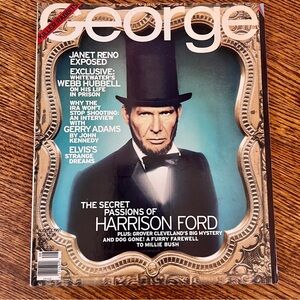 George
JANET RENO
EXPOSED
EXCLUSIVE:
WHITEWATER'S
WEBB HUBBELL
ON HIS LIFE
IN PRISON
WHY THE
IRA WON'T
STOP SHOOTING:
AN INTERVIEW
WITH
GERRY ADAMS
BY JOHN
KENNEDY
ELVIS'S
STRANGE
DREAMS
THE SECRET
PASSIONS OF
HARRISON FORD
PLUS: GROVER CLEVELAND'S BIG MYSTERY
AND DOG GONE! A FURRY FAREWELL
TO MILLIE BUSH